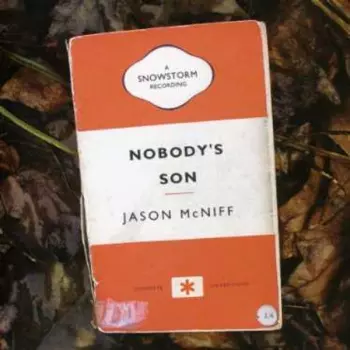 A
SNOWSTORM
RECORDING
NOBODY'S
SON
JASON McNIFF